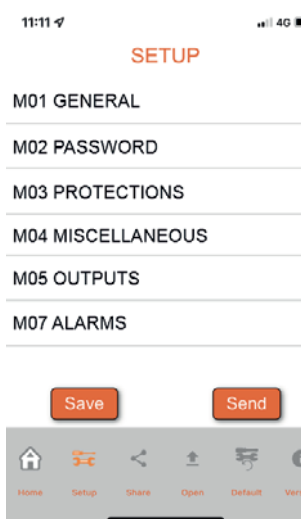 11:11 4G
SETUP
M01 GENERAL
M02 PASSWORD
M03 PROTECTIONS
M04 MISCELLANEOUS
M05 OUTPUTS
M07 ALARMS
Save Send
Home Setup Share Open Default Vers